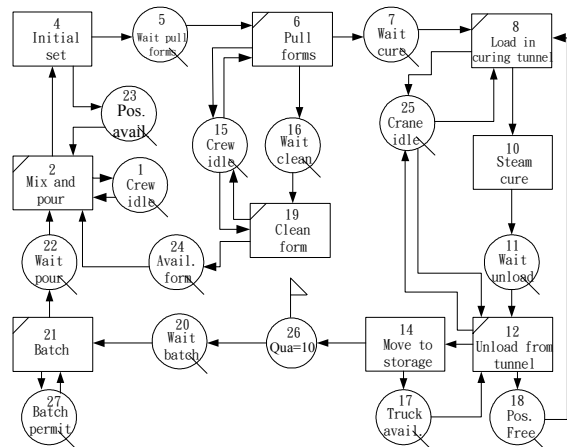 4
Initial
set
5
Wait pull
forms
6
Pull
forms
7
Wait
cure
8
Load in
curing tunnel
23
Pos.
avail.
25
Crane
idle
15
Crew
idle
16
Wait
clean
10
Steam
cure
2
Mix and
pour
1
Crew
idle
19
Clean
form
22
Wait
pour
24
Avail.
form
11
Wait
unload
21
Batch
20
Wait
batch
26
Qua=10
14
Move to
storage
12
Unload from
tunnel
27
Batch
permit
17
Truck
avail.
18
Pos.
Free